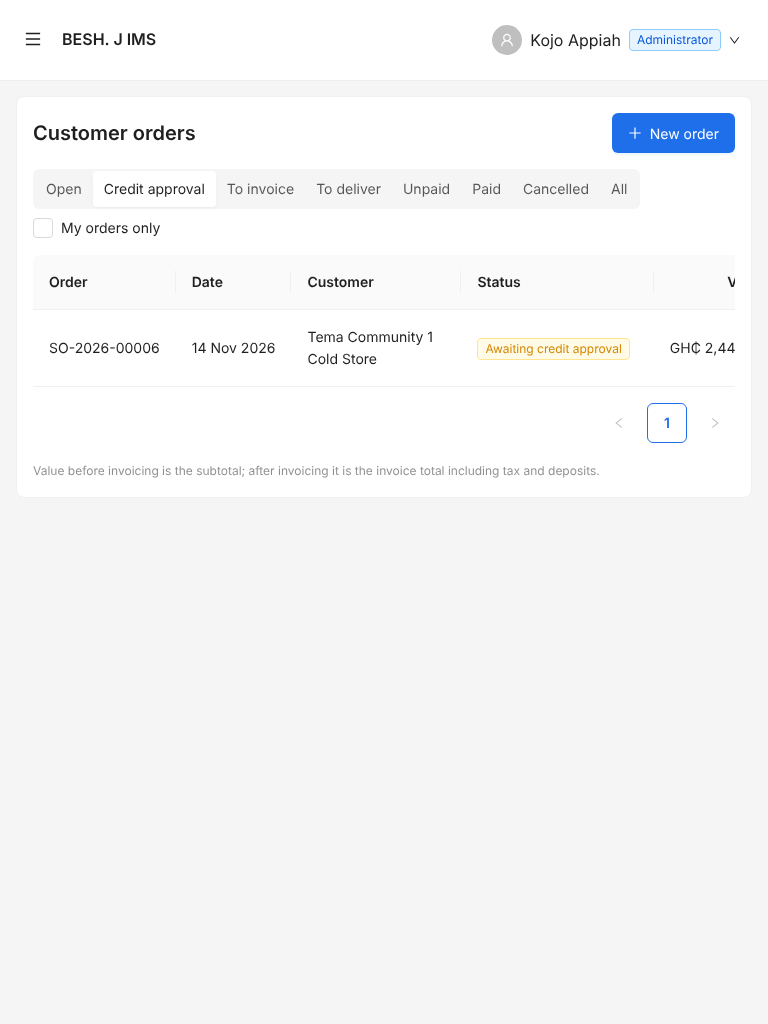 BESH. J IMS
Kojo Appiah Administrator
Customer orders
New order
Open Credit approval To invoice To deliver Unpaid Paid Cancelled All
My orders only
Order Date Customer Status
SO-2026-00006 14 Nov 2026 Tema Community 1 Cold Store Awaiting credit approval GH₵ 2,44
1
Value before invoicing is the subtotal; after invoicing it is the invoice total including tax and deposits.